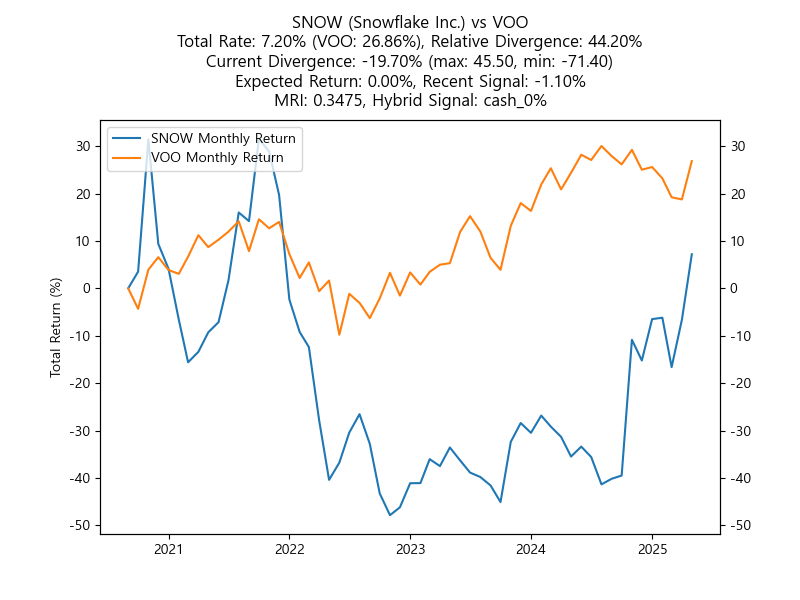 SNOW (Snowflake Inc.) vs VOO
Total Rate: 7.20% (VOO: 26.86%), Relative Divergence: 44.20%
Current Divergence: -19.70% (max: 45.50, min: -71.40)
Expected Return: 0.00%, Recent Signal: -1.10%
MRI: 0.3475, Hybrid Signal: cash_0%
SNOW Monthly Return
VOO Monthly Return
Total Return (%)
30
20
10
0
-10
-20
-30
-40
-50
30
20
10
0
-10
-20
-30
-40
-50
2021
2022
2023
2024
2025